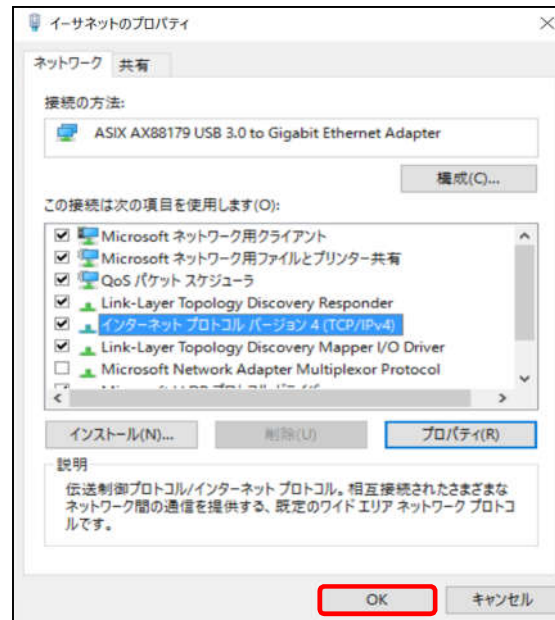 イーサネットのプロパティ
ネットワーク 共有
接続の方法:
ASIX AX88179 USB 3.0 to Gigabit Ethernet Adapter
構成(C)...
この接続は次の項目を使用します(O):
Microsoft ネットワーク用クライアント
Microsoft ネットワーク用ファイルとプリンター共有
QoS パケット スケジューラ
Link-Layer Topology Discovery Responder
インターネット プロトコル バージョン 4 (TCP/IPv4)
Link-Layer Topology Discovery Mapper I/O Driver
Microsoft Network Adapter Multiplexor Protocol
インストール(N)... 削除(U) プロパティ(R)
説明
伝送制御プロトコル/インターネット プロトコル。相互接続されたさまざまな
ネットワーク間の通信を提供する、既定のワイド エリア ネットワーク プロトコ
ルです。
OK キャンセル